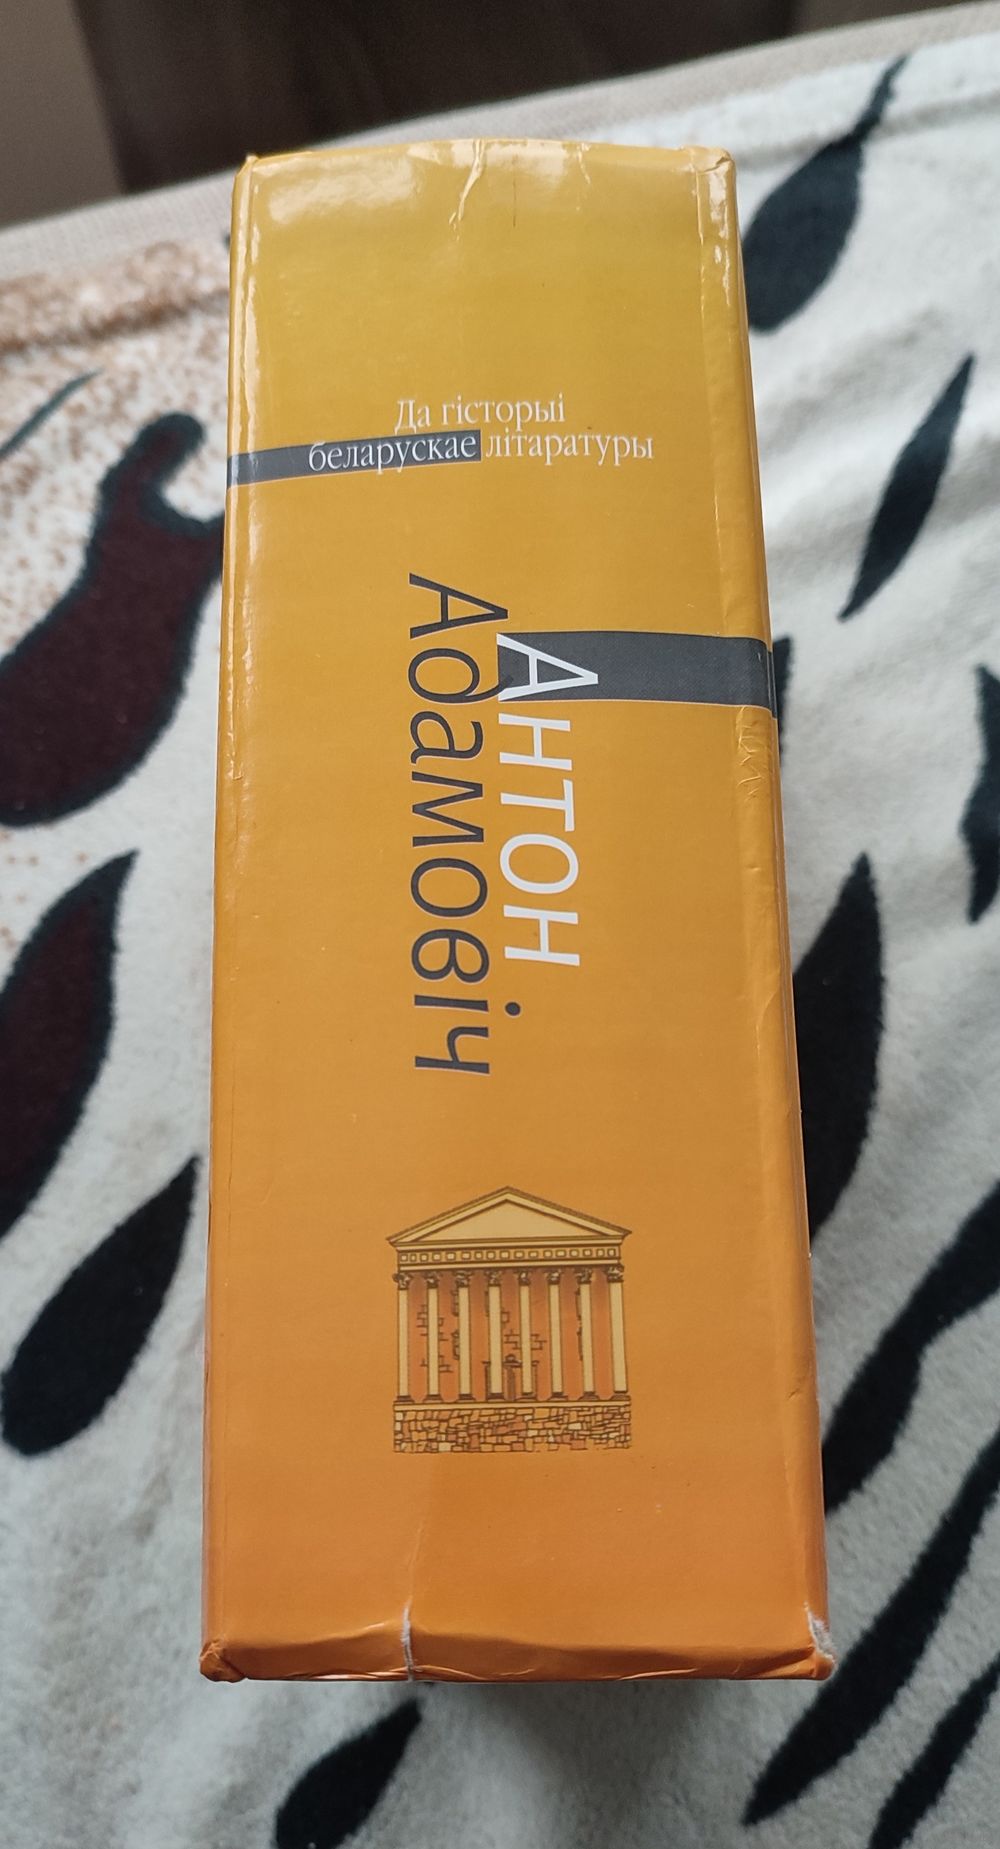 Да гісторыі
беларускае літаратуры
Антон
Адамовіч